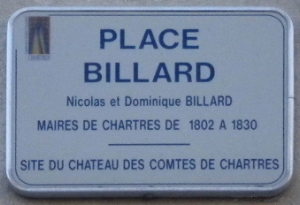 CHARTRES
PLACE
BILLARD
Nicolas et Dominique BILLARD
MAIRES DE CHARTRES DE 1802 A 1830
SITE DU CHATEAU DES COMTES DE CHARTRES